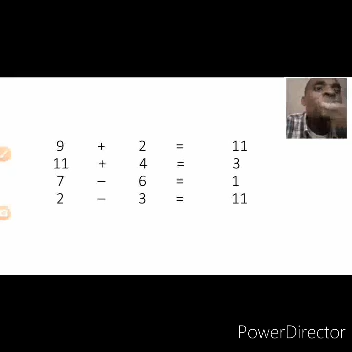 9 + 2 = 11
11 + 4 = 3
7 – 6 = 1
2 – 3 = 11
PowerDirector